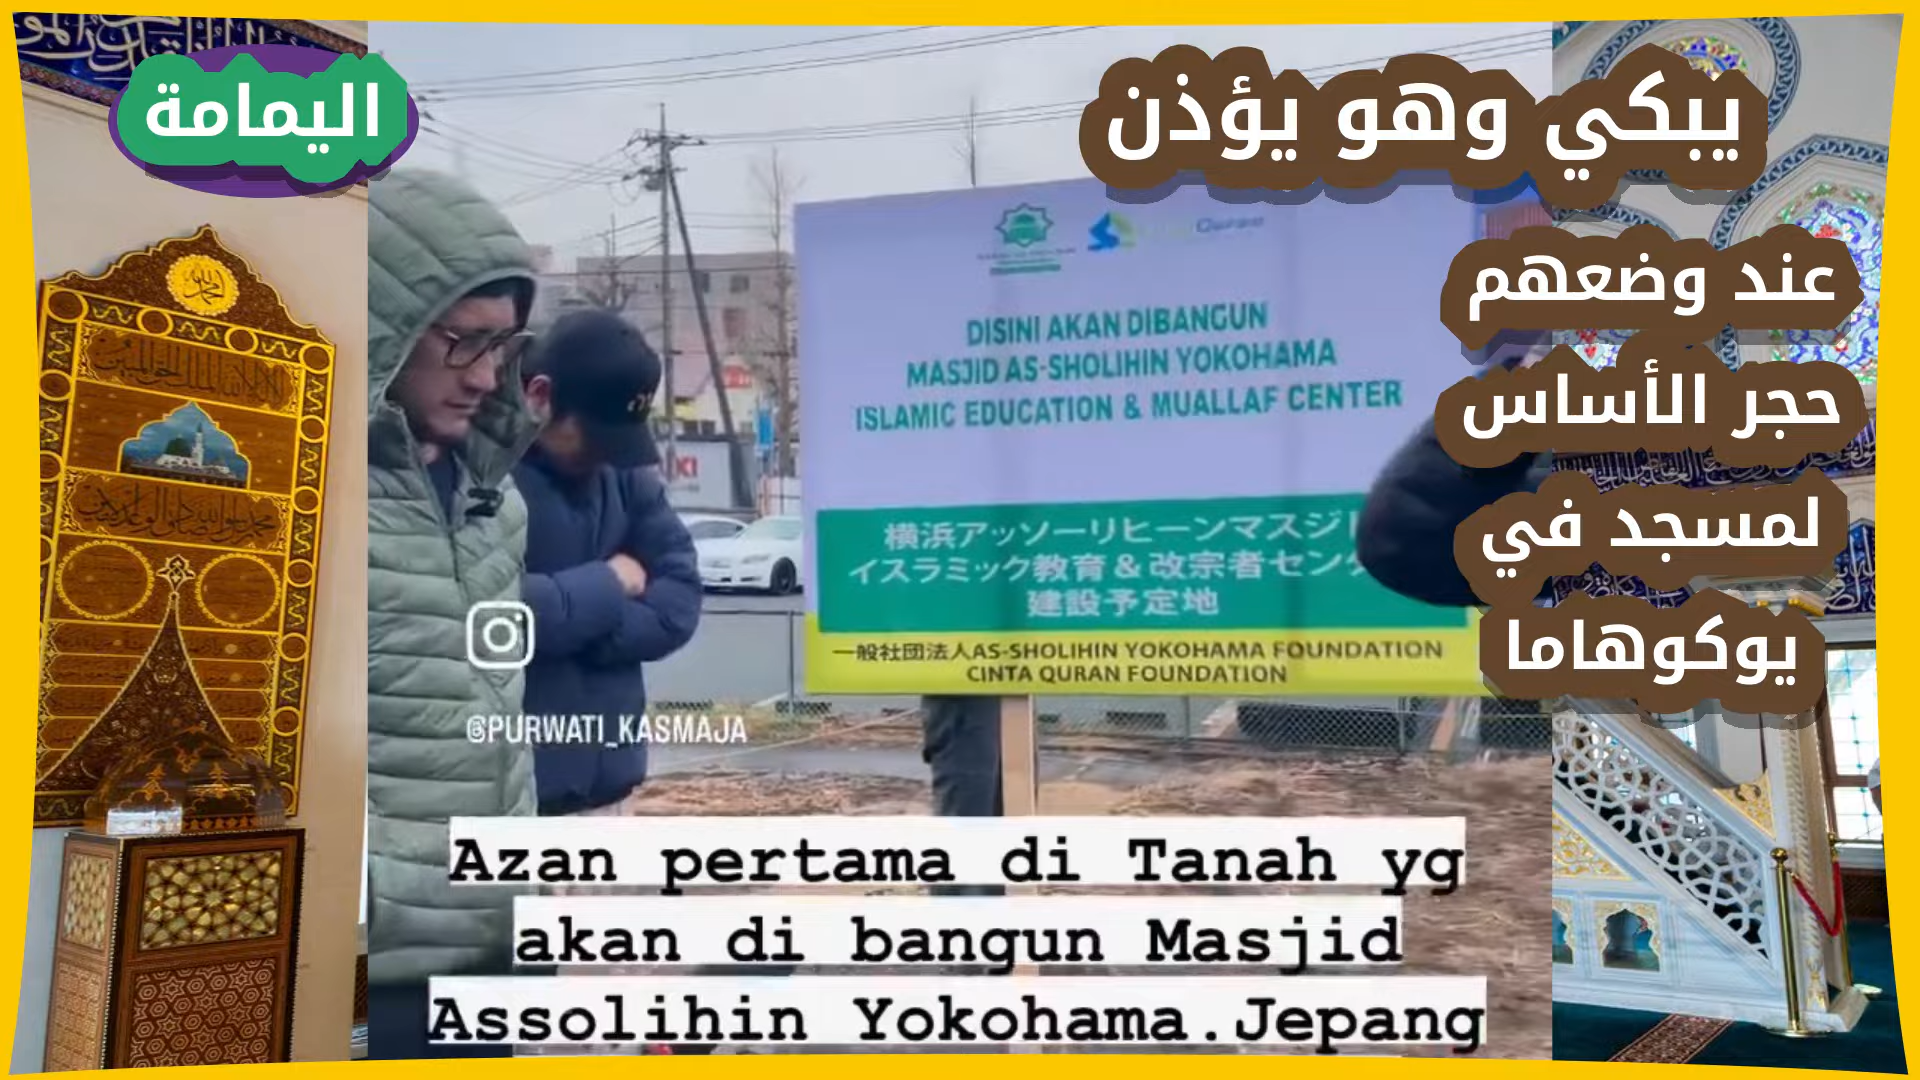 اليمامة
يبكي وهو يؤذن
عند وضعهم
حجر الأساس
لمسجد في
يوكوهاما
DISINI AKAN DIBANGUN
MASJID AS-SHOLIHIN YOKOHAMA
ISLAMIC EDUCATION & MUALLAF CENTER
横浜アッソーリヒーンマスジ
イスラミック教育&改宗者セン
建設予定地
一般社団法人AS-SHOLIHIN YOKOHAMA FOUNDATION
CINTA QURAN FOUNDATION
@PURWATI_KASMAJA
Azan pertama di Tanah yg
akan di bangun Masjid
Assolihin Yokohama.Jepang